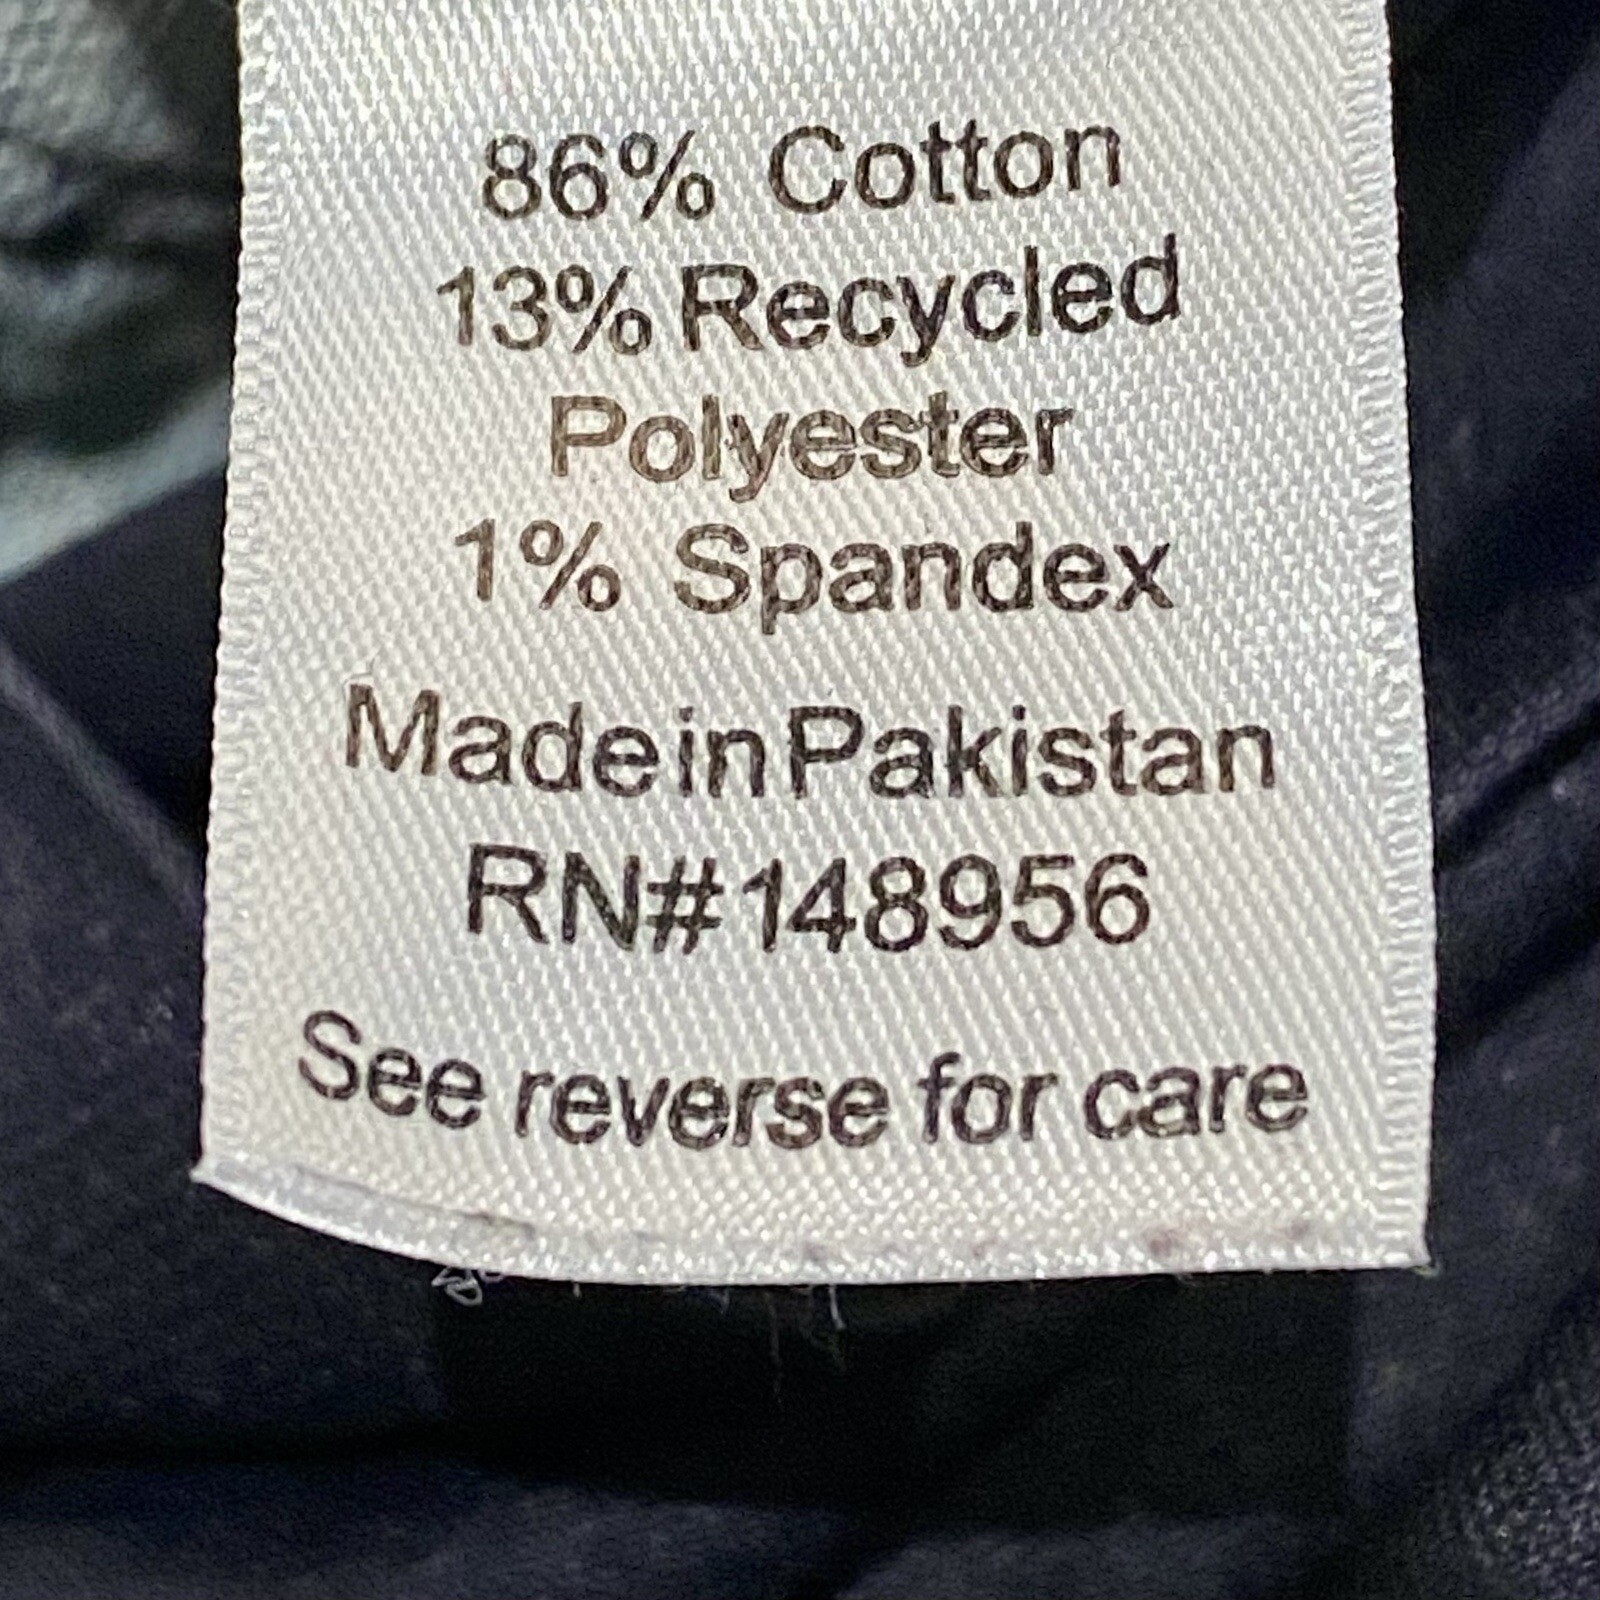 86% Cotton
13% Recycled
Polyester
1% Spandex
Made in Pakistan
RN#148956
See reverse for care